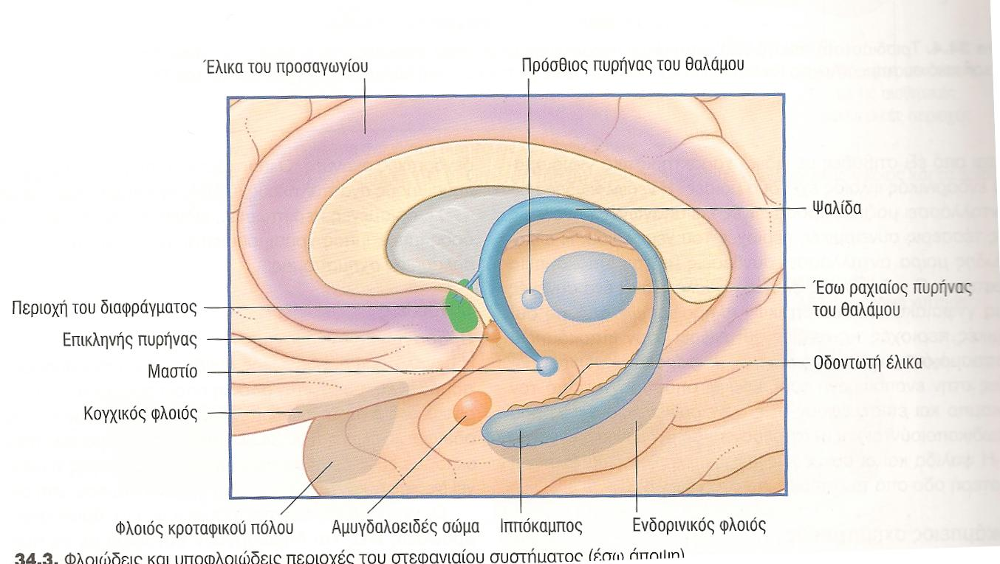 Έλικα του προσαγωγίου
Πρόσθιος πυρήνας του θαλάμου
Ψαλίδα
Έσω ραχιαίος πυρήνας
του θαλάμου
Περιοχή του διαφράγματος
Επικληνής πυρήνας
Μαστίο
Οδοντωτή έλικα
Κογχικός φλοιός
Φλοιός κροταφικού πόλου
Αμυγδαλοειδές σώμα
Ιππόκαμπος
Ενδορινικός φλοιός
34.3. Φλοιώδεις και υποφλοιώδεις περιοχές του στεφανιαίου συστήματος (έσω άποψη)